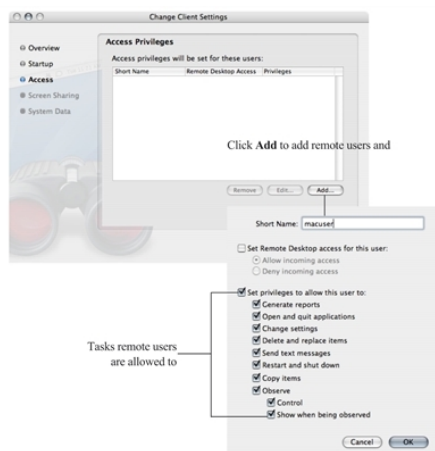 Change Client Settings
Overview
Startup
Access
Screen Sharing
System Data
Access Privileges
Access privileges will be set for these users:
Short Name Remote Desktop Access Privileges
Click Add to add remote users and
Remove Edit... Add...
Short Name: macuser
Set Remote Desktop access for this user:
Allow incoming access
Deny incoming access
Set privileges to allow this user to:
Generate reports
Open and quit applications
Change settings
Delete and replace items
Send text messages
Restart and shut down
Copy items
Observe
Control
Show when being observed
Tasks remote users
are allowed to
Cancel OK